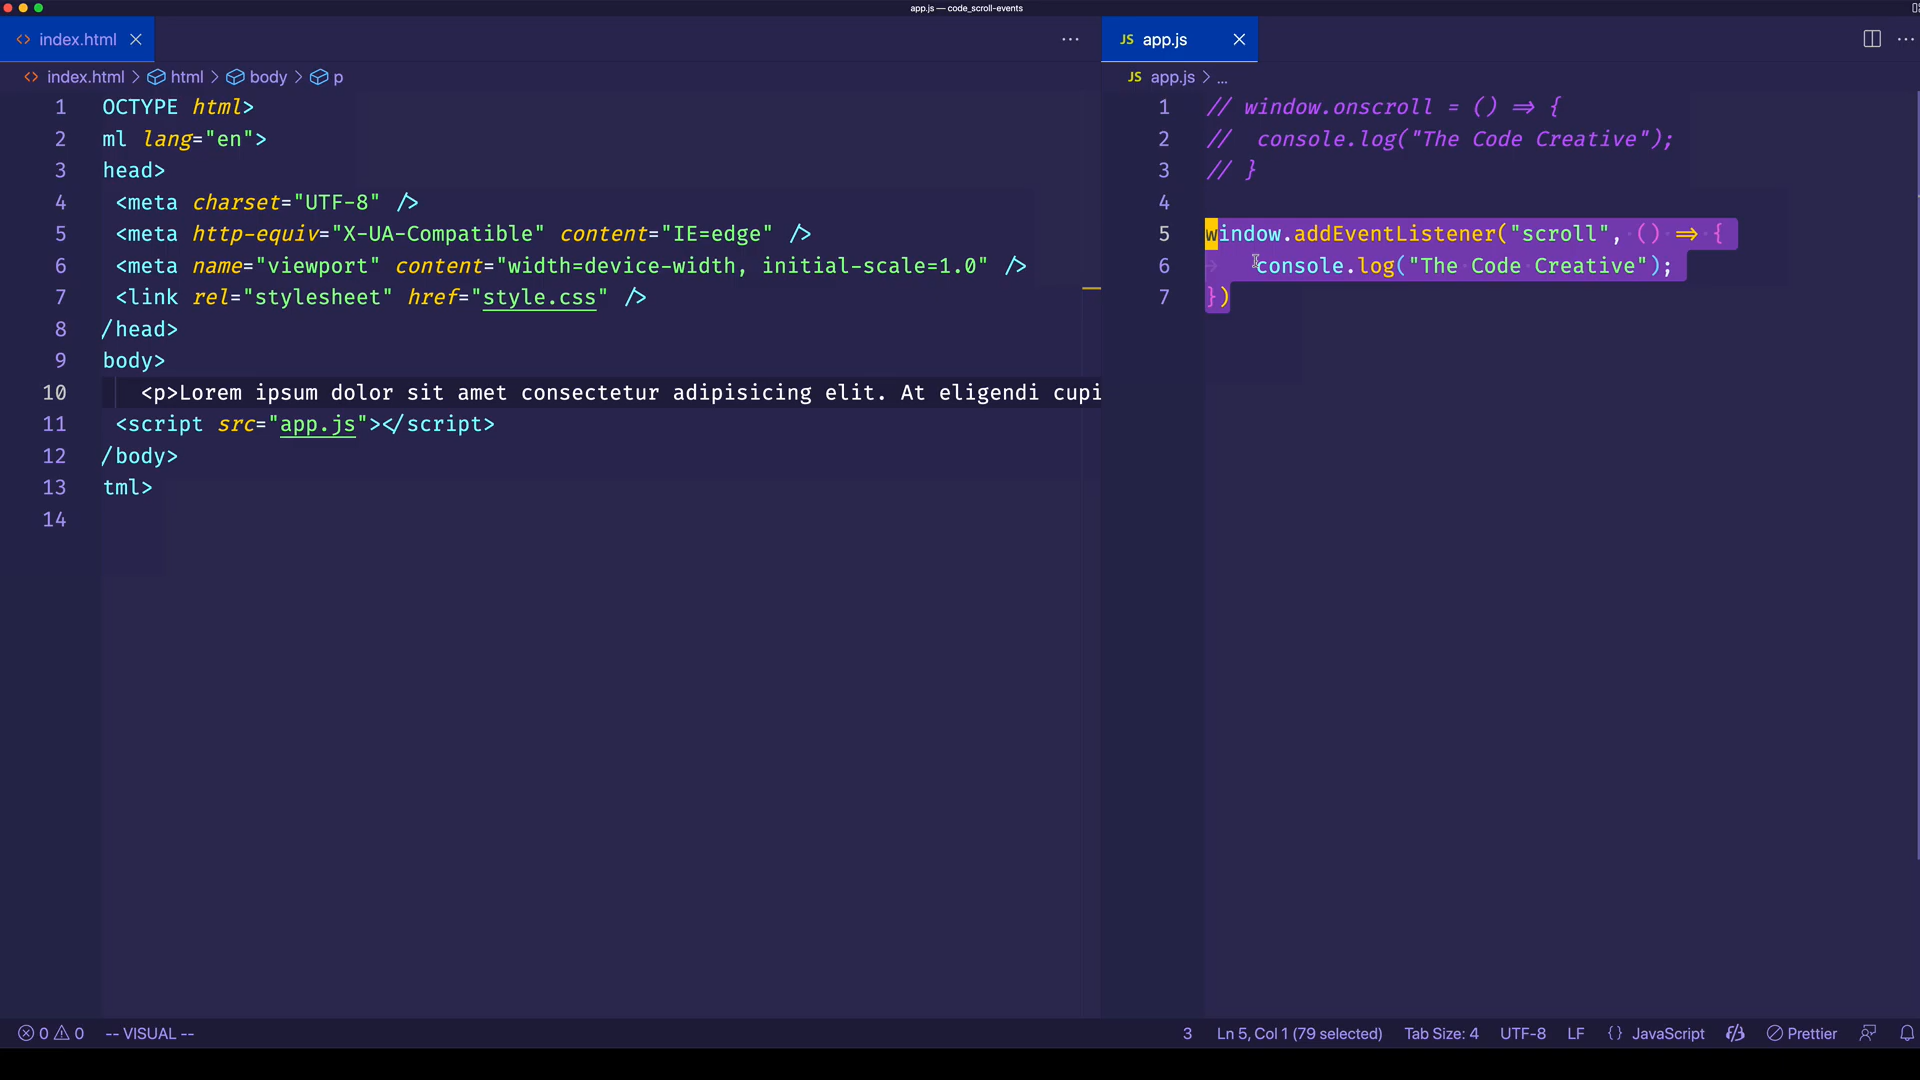 app.js — code_scroll-events
index.html
index.html > html > body > p
1 OCTYPE html>
2 ml lang="en">
3 head>
4 <meta charset="UTF-8" />
5 <meta http-equiv="X-UA-Compatible" content="IE=edge" />
6 <meta name="viewport" content="width=device-width, initial-scale=1.0" />
7 <link rel="stylesheet" href="style.css" />
8 /head>
9 body>
10 <p>Lorem ipsum dolor sit amet consectetur adipisicing elit. At eligendi cupi
11 <script src="app.js"></script>
12 /body>
13 tml>
14
JS app.js
JS app.js > ...
1 // window.onscroll = () => {
2 //  console.log("The Code Creative");
3 // }
4
5 window.addEventListener("scroll", () => {
6 console.log("The Code Creative");
7 })
0 0 -- VISUAL --
3 Ln 5, Col 1 (79 selected) Tab Size: 4 UTF-8 LF {} JavaScript Prettier